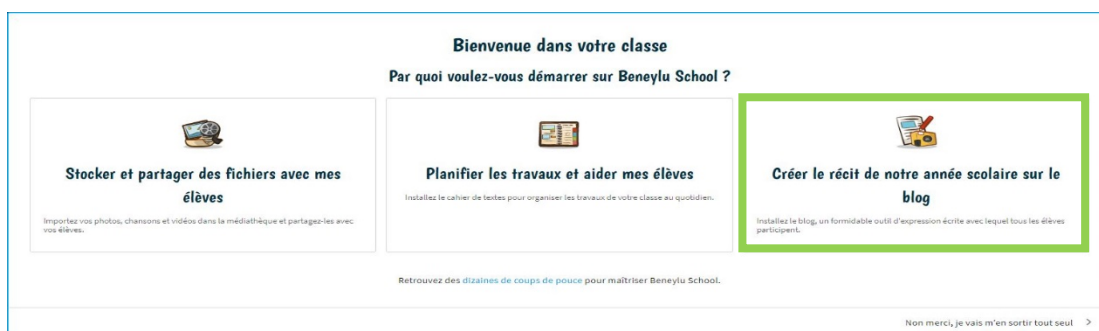 Bienvenue dans votre classe
Par quoi voulez-vous démarrer sur Beneylu School ?
Stocker et partager des fichiers avec mes
élèves
Importez vos photos, chansons et vidéos dans la médiathèque et partagez-les avec
vos élèves.
Planifier les travaux et aider mes élèves
Installez le cahier de textes pour organiser les travaux de votre classe au quotidien.
Créer le récit de notre année scolaire sur le
blog
Installez le blog, un formidable outil d'expression écrite avec lequel tous les élèves
participent.
Retrouvez des dizaines de coups de pouce pour maîtriser Beneylu School.
Non merci, je vais m'en sortir tout seul >